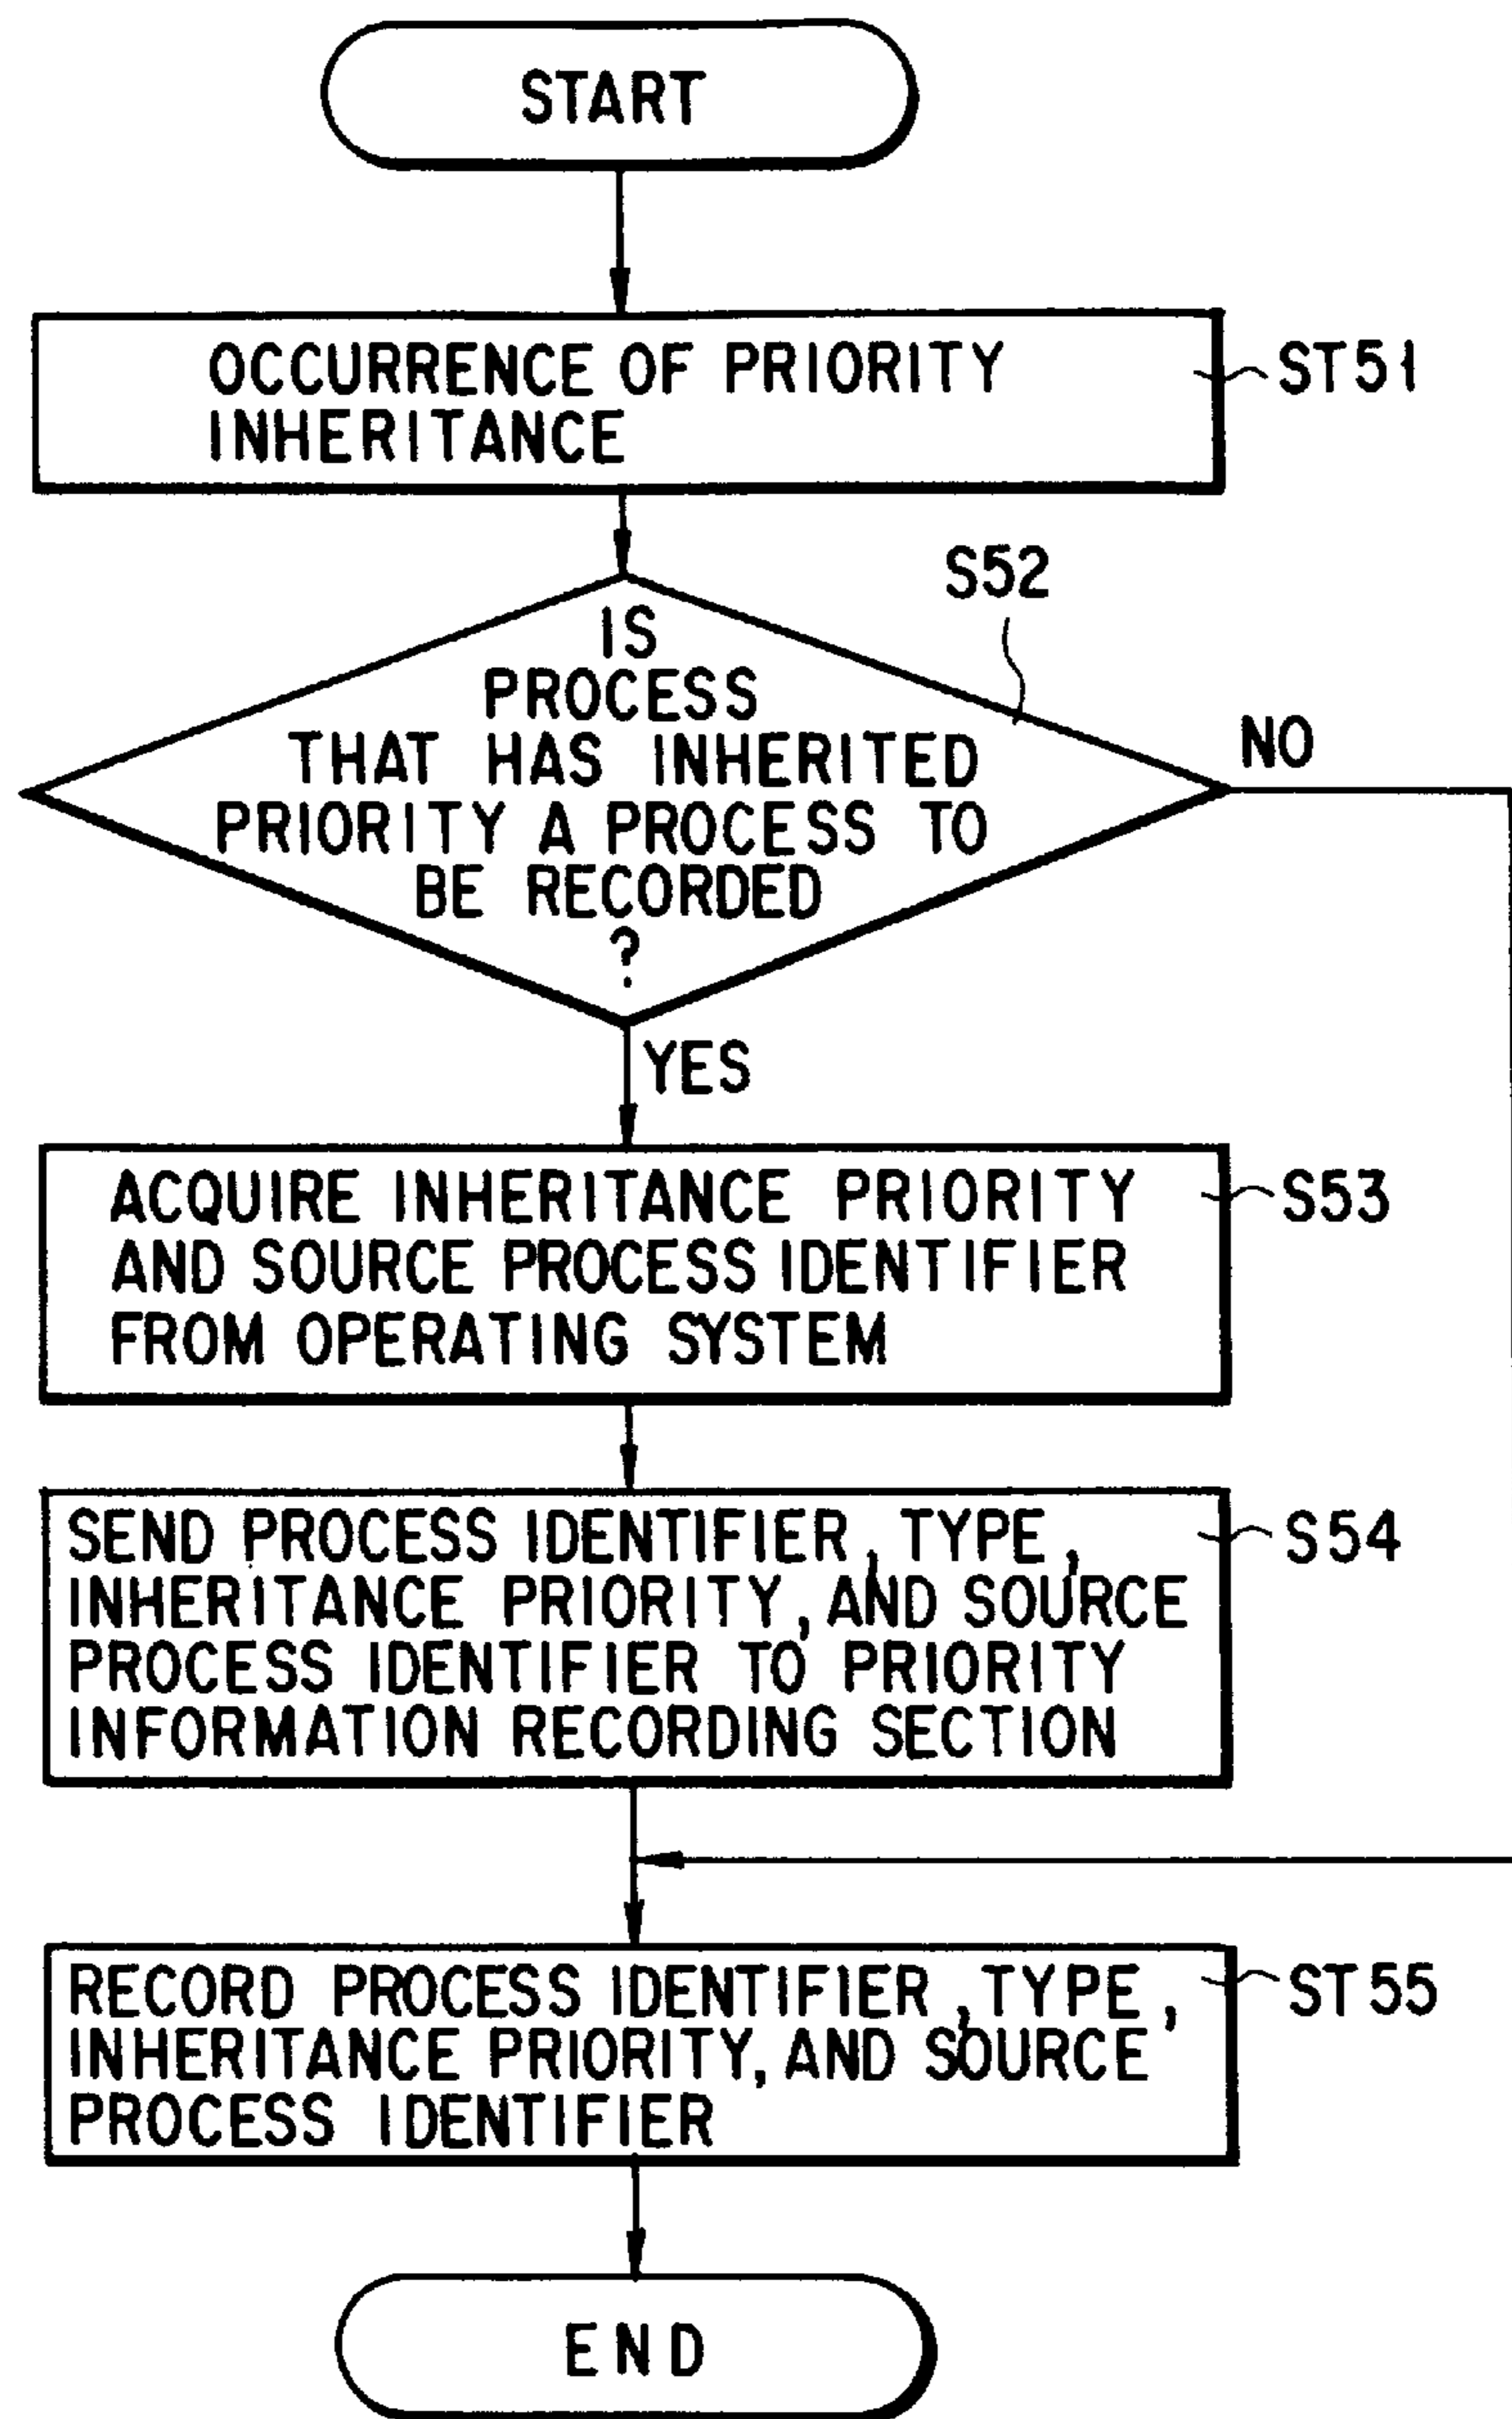 START
OCCURRENCE OF PRIORITY
INHERITANCE
ST51
S52
IS
PROCESS
THAT HAS INHERITED
PRIORITY A PROCESS TO
BE RECORDED
?
NO
YES
ACQUIRE INHERITANCE PRIORITY
AND SOURCE PROCESS IDENTIFIER
FROM OPERATING SYSTEM
S53
SEND PROCESS IDENTIFIER, TYPE,
INHERITANCE PRIORITY, AND SOURCE
PROCESS IDENTIFIER TO PRIORITY
INFORMATION RECORDING SECTION
S54
RECORD PROCESS IDENTIFIER, TYPE,
INHERITANCE PRIORITY, AND SOURCE
PROCESS IDENTIFIER
ST55
END